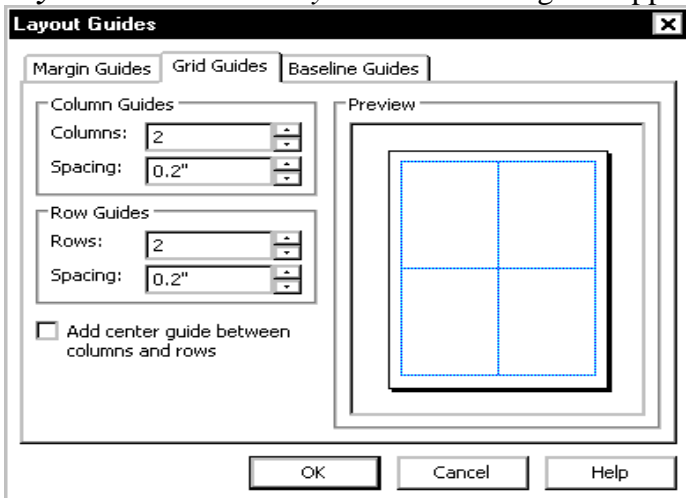 Layout Guides
Margin Guides Grid Guides Baseline Guides
Column Guides
Columns: 2
Spacing: 0.2"
Row Guides
Rows: 2
Spacing: 0.2"
Add center guide between
columns and rows
Preview
OK Cancel Help